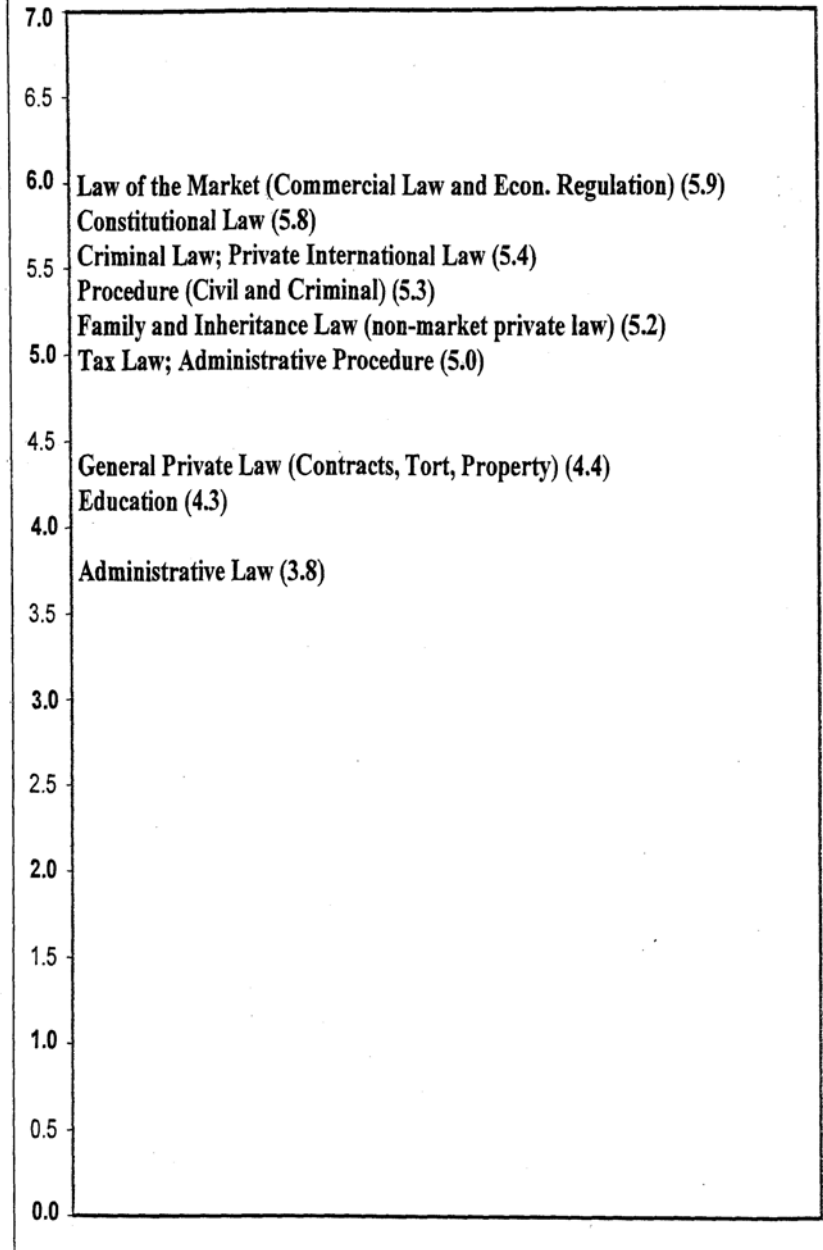 7.0
6.5
6.0 Law of the Market (Commercial Law and Econ. Regulation) (5.9)
Constitutional Law (5.8)
Criminal Law; Private International Law (5.4)
5.5
Procedure (Civil and Criminal) (5.3)
Family and Inheritance Law (non-market private law) (5.2)
5.0 Tax Law; Administrative Procedure (5.0)
4.5
General Private Law (Contracts, Tort, Property) (4.4)
Education (4.3)
4.0
Administrative Law (3.8)
3.5
3.0
2.5
2.0
1.5
1.0
0.5
0.0